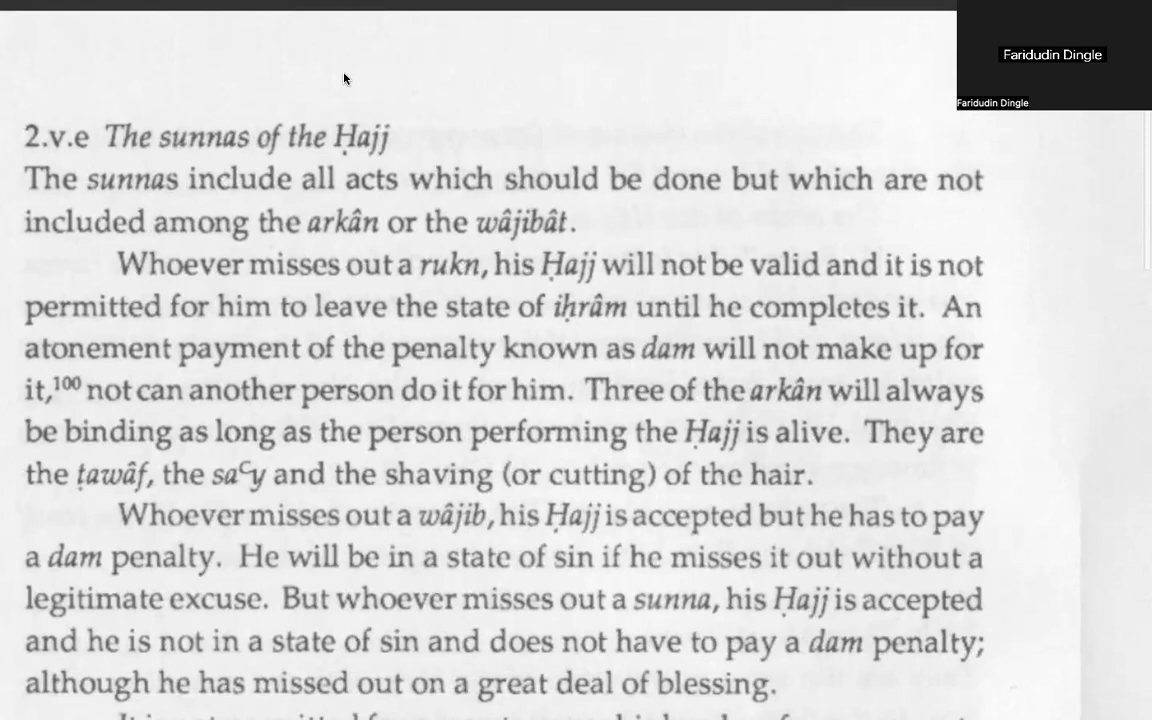 Faridudin Dingle
Faridudin Dingle
2.v.e The sunnas of the Ḥajj
The sunnas include all acts which should be done but which are not
included among the arkân or the wâjibât.
Whoever misses out a rukn, his Ḥajj will not be valid and it is not
permitted for him to leave the state of iḥrâm until he completes it. An
atonement payment of the penalty known as dam will not make up for
it,¹⁰⁰ not can another person do it for him. Three of the arkân will always
be binding as long as the person performing the Ḥajj is alive. They are
the ṭawâf, the saᶜy and the shaving (or cutting) of the hair.
Whoever misses out a wâjib, his Ḥajj is accepted but he has to pay
a dam penalty. He will be in a state of sin if he misses it out without a
legitimate excuse. But whoever misses out a sunna, his Ḥajj is accepted
and he is not in a state of sin and does not have to pay a dam penalty;
although he has missed out on a great deal of blessing.